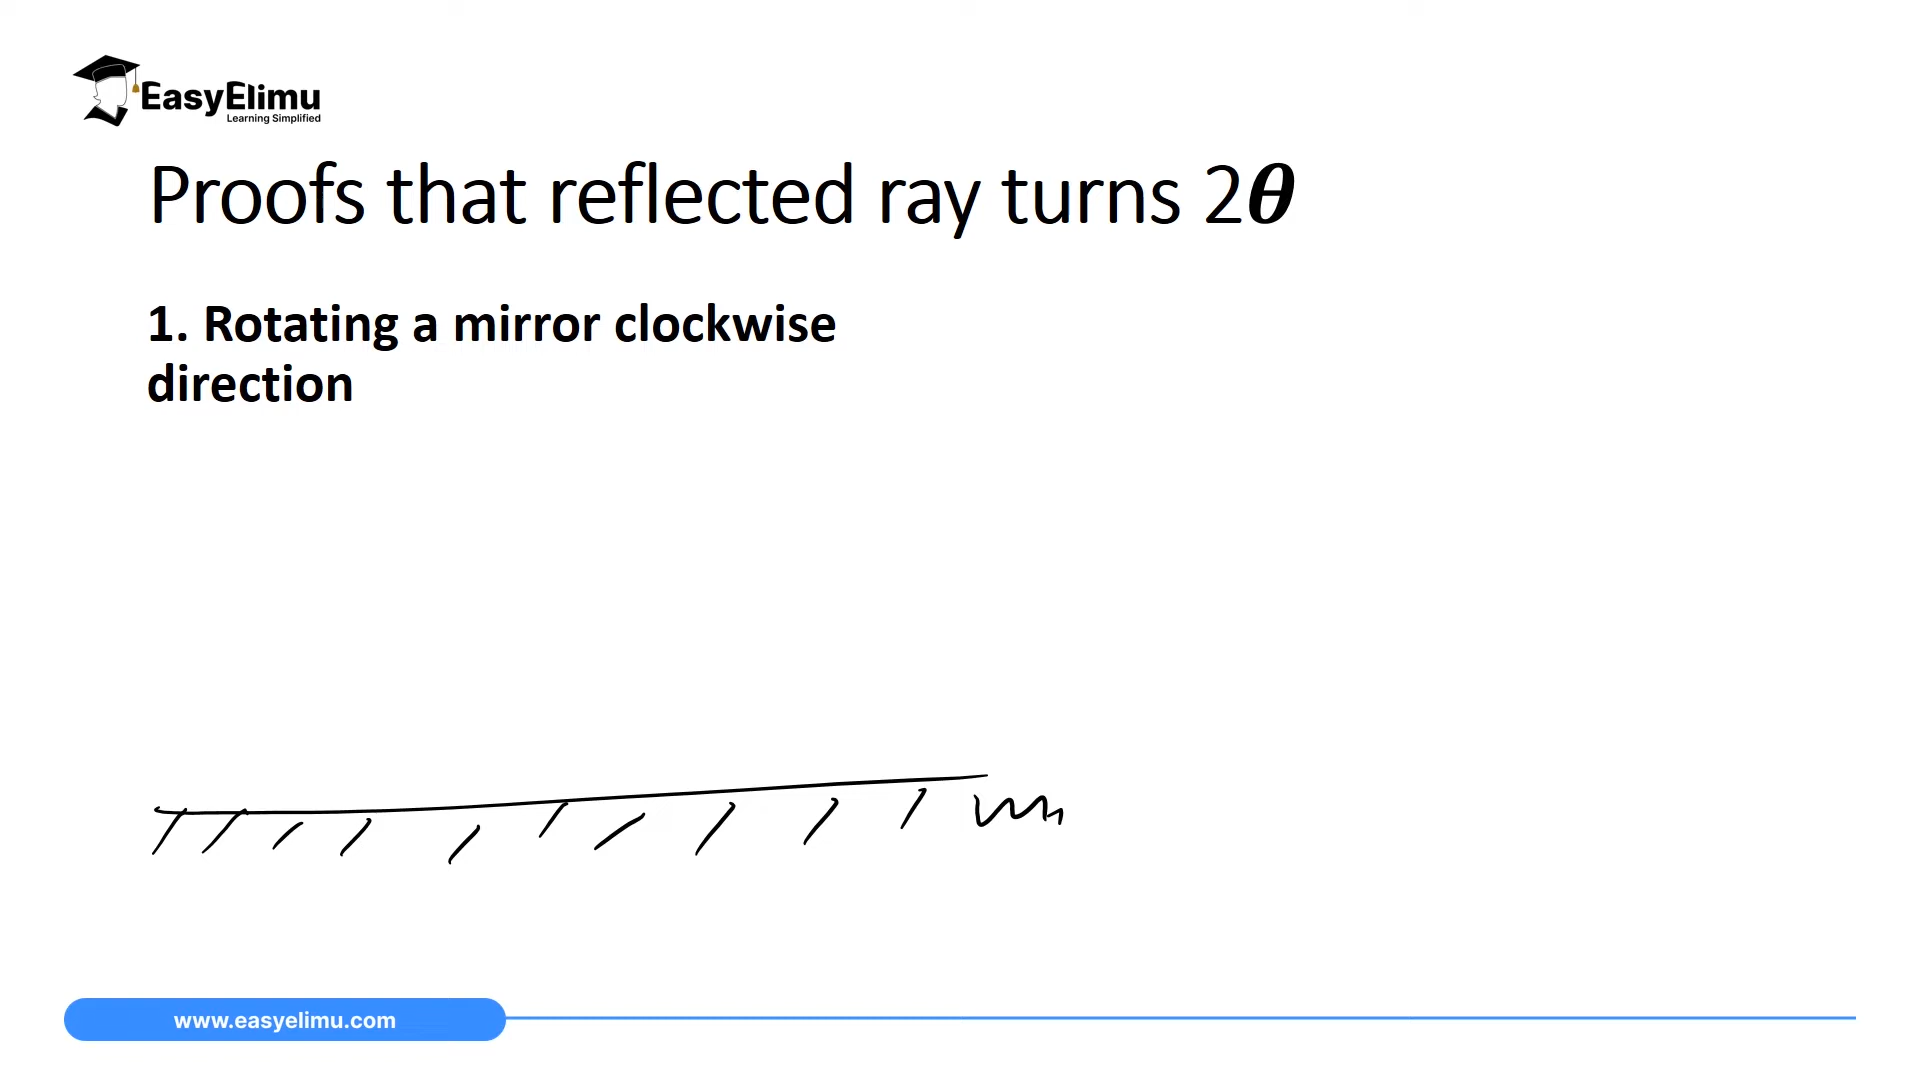 EasyElimu
Learning Simplified
Proofs that reflected ray turns 2𝜽
1. Rotating a mirror clockwise
direction
www.easyelimu.com